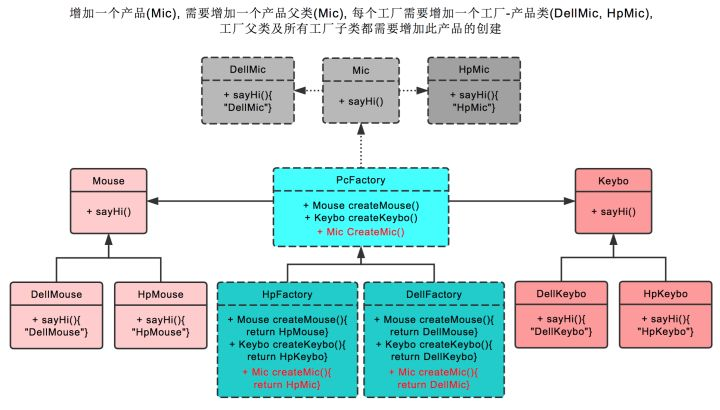 增加一个产品(Mic), 需要增加一个产品父类(Mic), 每个工厂需要增加一个工厂-产品类(DellMic, HpMic),
工厂父类及所有工厂子类都需要增加此产品的创建
DellMic
+ sayHi(){
"DellMic"}
Mic
+ sayHi()
HpMic
+ sayHi(){
"HpMic"}
Mouse
+ sayHi()
PcFactory
+ Mouse createMouse()
+ Keybo createKeybo()
+ Mic CreateMic()
Keybo
+ sayHi()
DellMouse
+ sayHi(){
"DellMouse"}
HpMouse
+ sayHi(){
"HpMouse"}
HpFactory
+ Mouse createMouse(){
return HpMouse}
+ Keybo createKeybo(){
return HpKeybo}
+ Mic createMic(){
return HpMic}
DellFactory
+ Mouse createMouse(){
return DellMouse}
+ Keybo createKeybo(){
return DellKeybo}
+ Mic createMic(){
return DellMic}
DellKeybo
+ sayHi(){
"DellKeybo"}
HpKeybo
+ sayHi(){
"HpKeybo"}